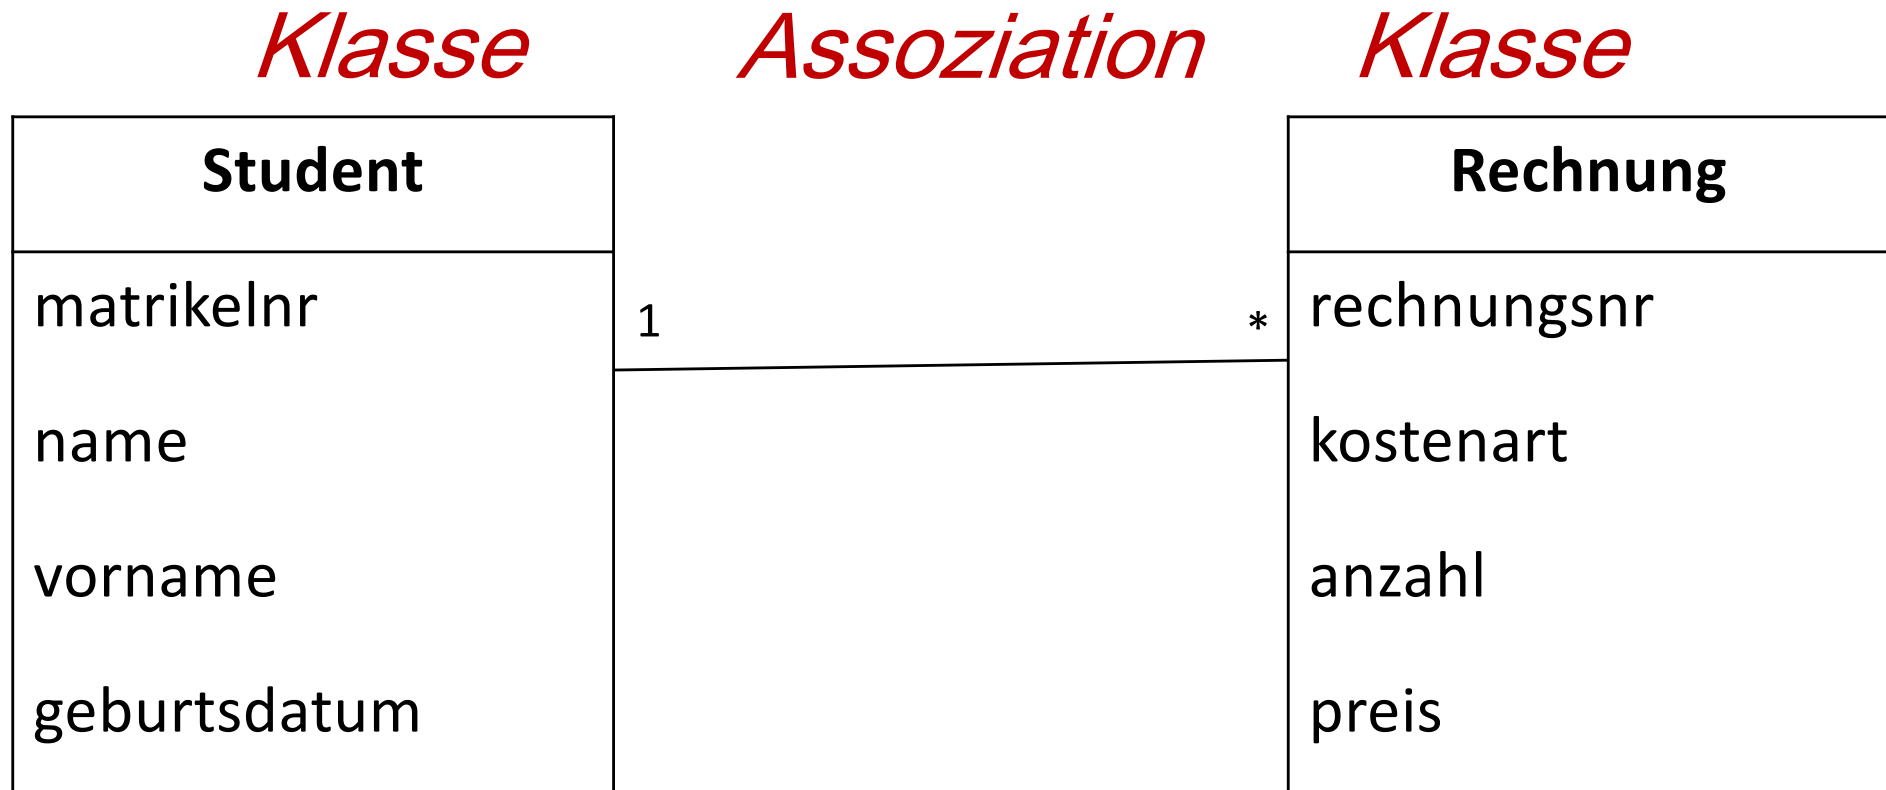 Klasse Assoziation Klasse
Student Rechnung
matrikelnr 1 * rechnungsnr
name kostenart
vorname anzahl
geburtsdatum preis